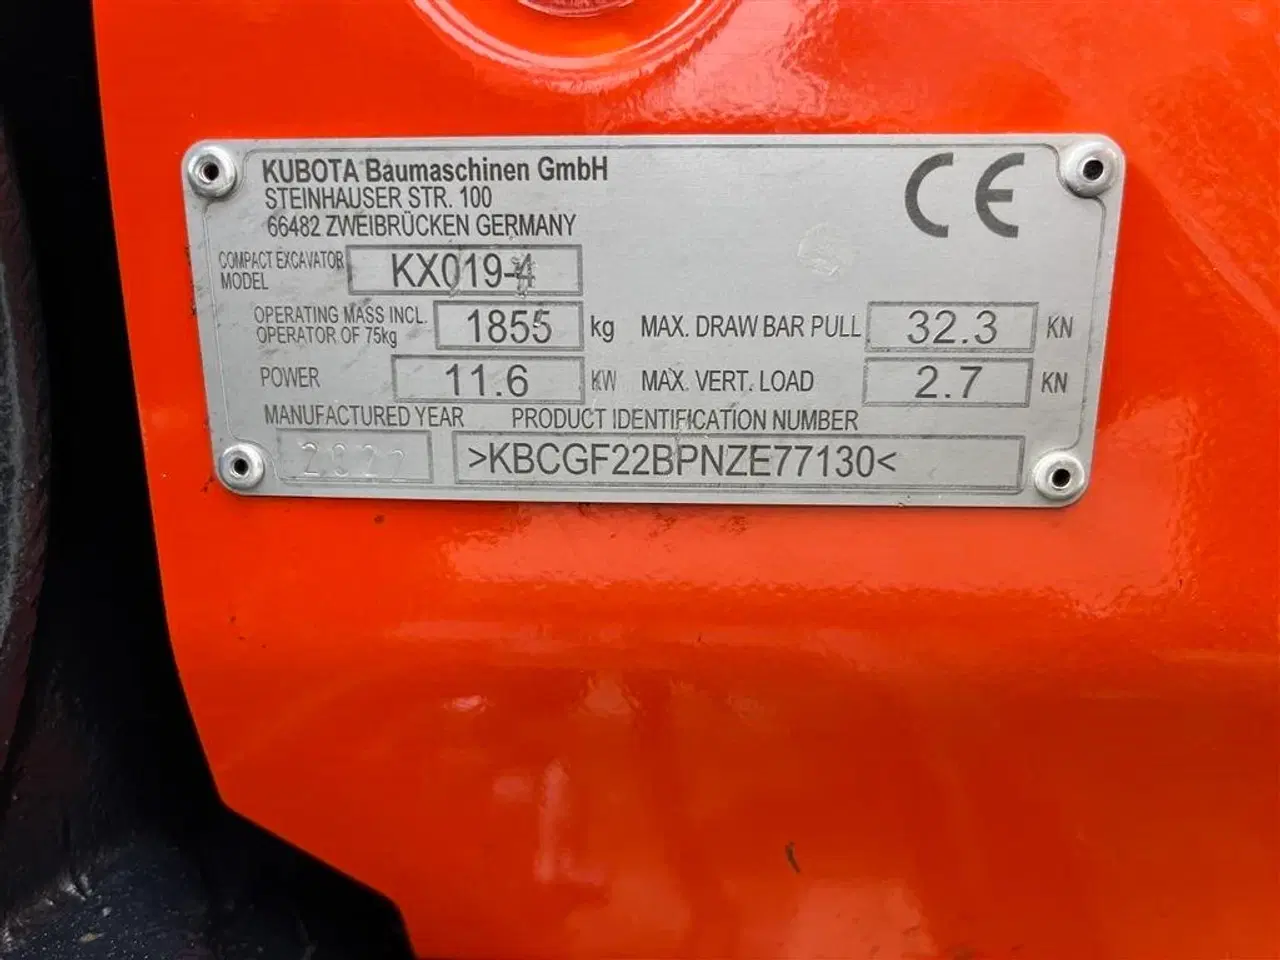 KUBOTA Baumaschinen GmbH
STEINHAUSER STR. 100
66482 ZWEIBRÜCKEN GERMANY
CE
COMPACT EXCAVATOR MODEL KX019-4
OPERATING MASS INCL. OPERATOR OF 75kg 1855 kg MAX. DRAW BAR PULL 32.3 KN
POWER 11.6 KW MAX. VERT. LOAD 2.7 KN
MANUFACTURED YEAR PRODUCT IDENTIFICATION NUMBER
2022 >KBCGF22BPNZE77130<